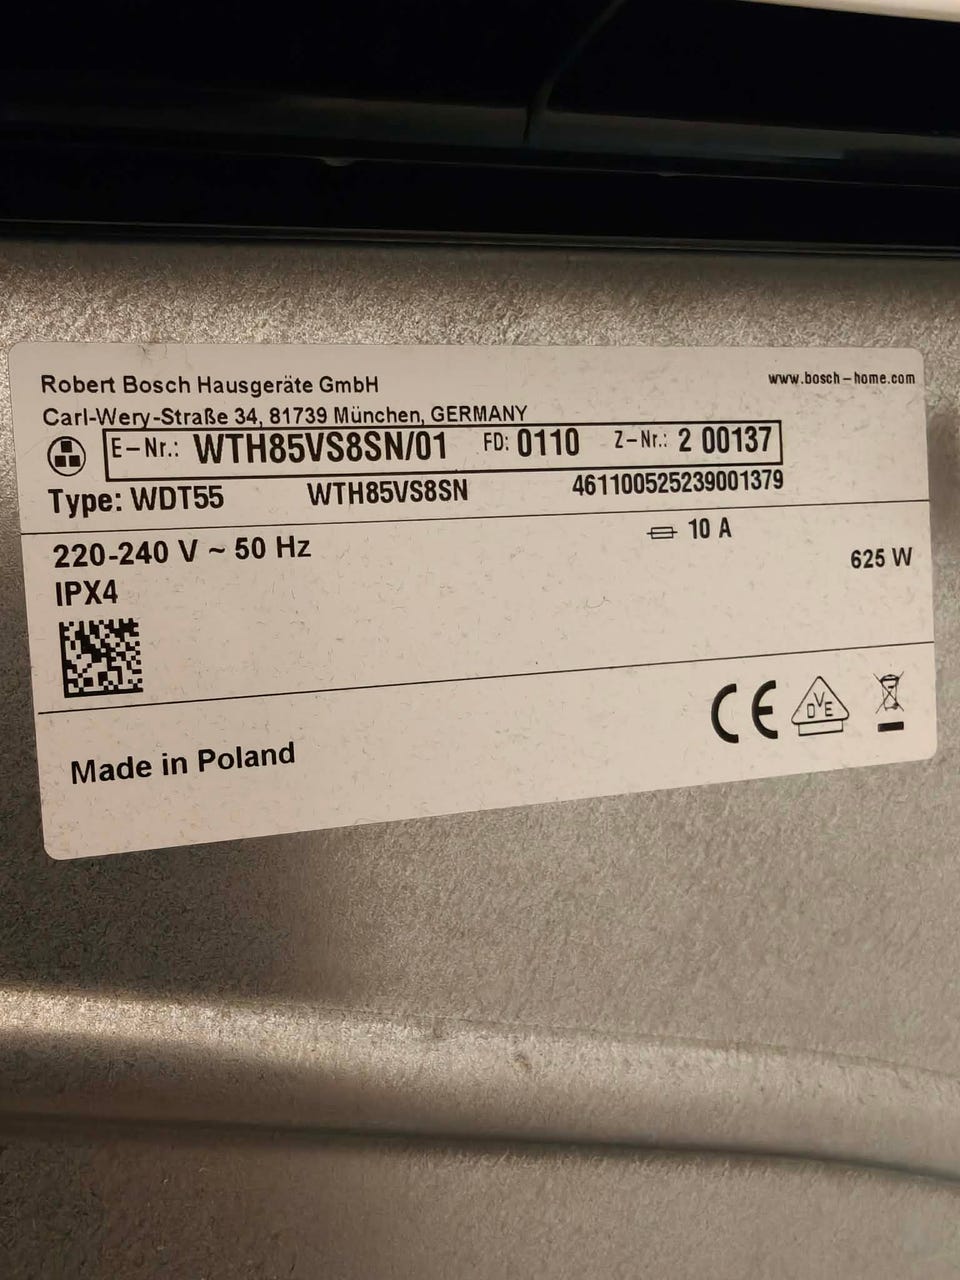 Robert Bosch Hausgeräte GmbH
www.bosch-home.com
Carl-Wery-Straße 34, 81739 München, GERMANY
E-Nr.: WTH85VS8SN/01 FD: 0110 Z-Nr.: 2 00137
Type: WDT55 WTH85VS8SN 461100525239001379
220-240 V ~ 50 Hz 10 A
625 W
IPX4
CE DVE
Made in Poland